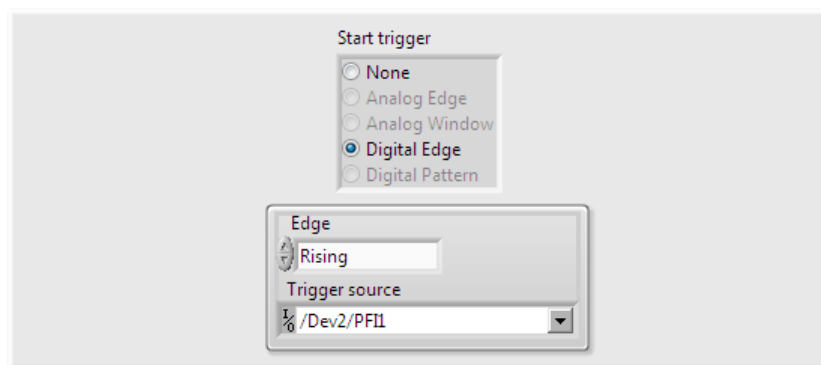 Start trigger
None
Analog Edge
Analog Window
Digital Edge
Digital Pattern
Edge
Rising
Trigger source
I/O /Dev2/PFI1